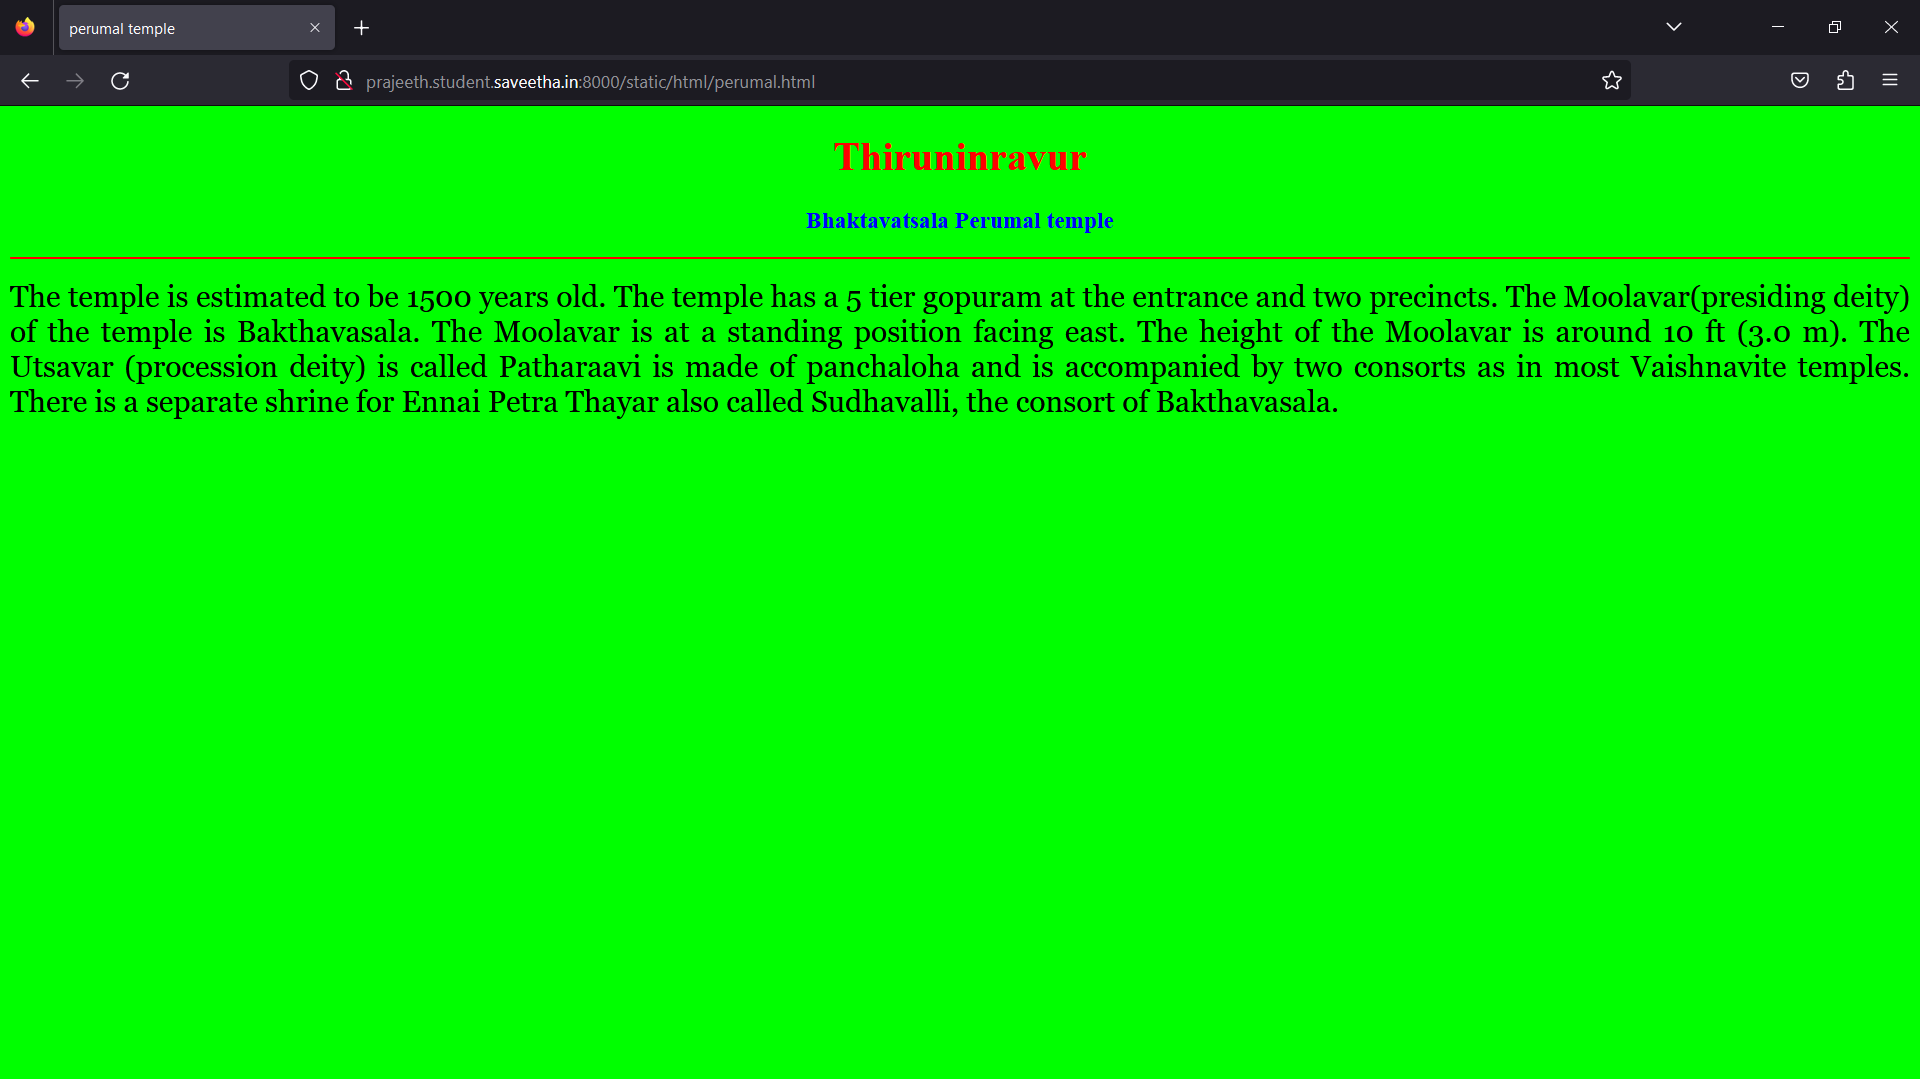 perumal temple
prajeeth.student.saveetha.in:8000/static/html/perumal.html
Thiruninravur
Bhaktavatsala Perumal temple
The temple is estimated to be 1500 years old. The temple has a 5 tier gopuram at the entrance and two precincts. The Moolavar(presiding deity)
of the temple is Bakthavasala. The Moolavar is at a standing position facing east. The height of the Moolavar is around 10 ft (3.0 m). The
Utsavar (procession deity) is called Patharaavi is made of panchaloha and is accompanied by two consorts as in most Vaishnavite temples.
There is a separate shrine for Ennai Petra Thayar also called Sudhavalli, the consort of Bakthavasala.